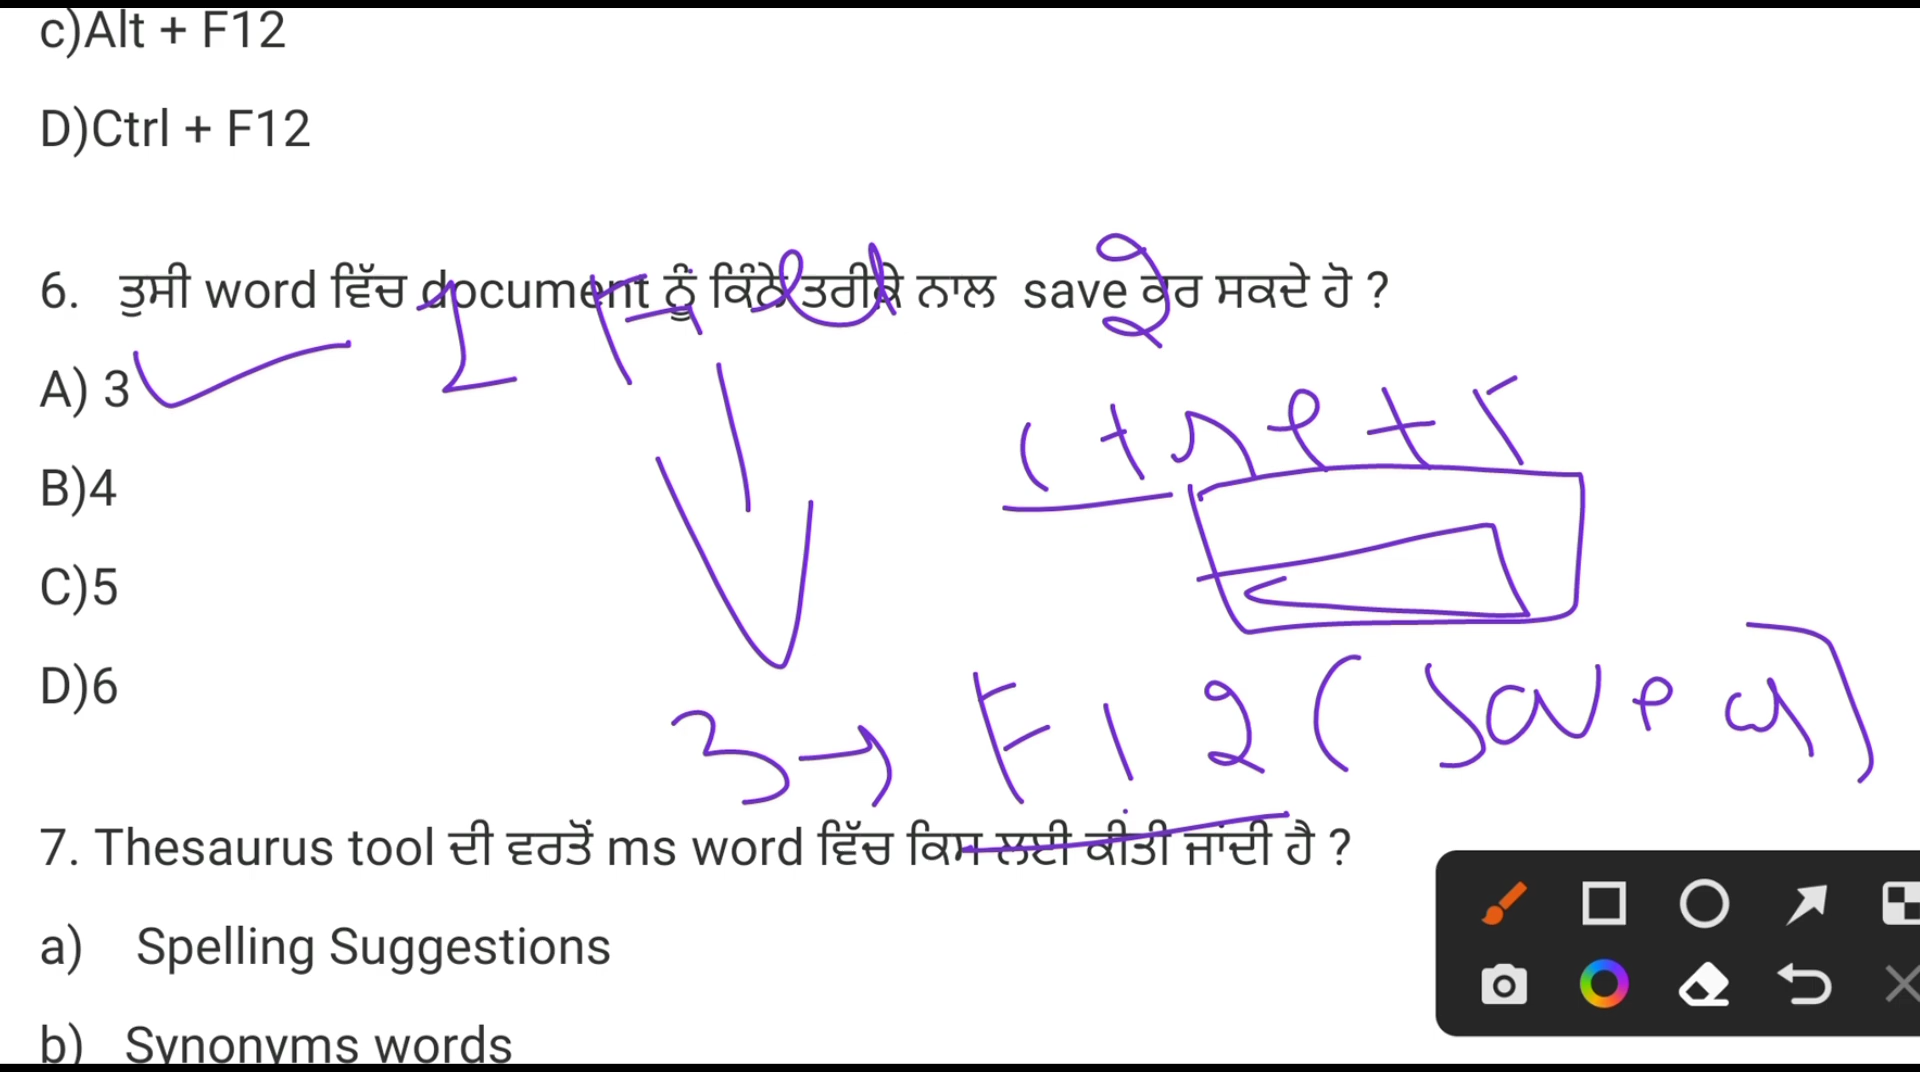 c)Alt + F12
D)Ctrl + F12
6. ਤੁਸੀ word ਵਿੱਚ document ਨੂੰ ਕਿੰਨੇ ਤਰੀਕੇ ਨਾਲ save ਕਰ ਸਕਦੇ ਹੋ ?
A) 3
B)4
C)5
D)6
3→ F12 (Save
7. Thesaurus tool ਦੀ ਵਰਤੋਂ ms word ਵਿੱਚ ਕਿਸ ਲਈ ਕੀਤੀ ਜਾਂਦੀ ਹੈ ?
a) Spelling Suggestions
b) Synonyms words